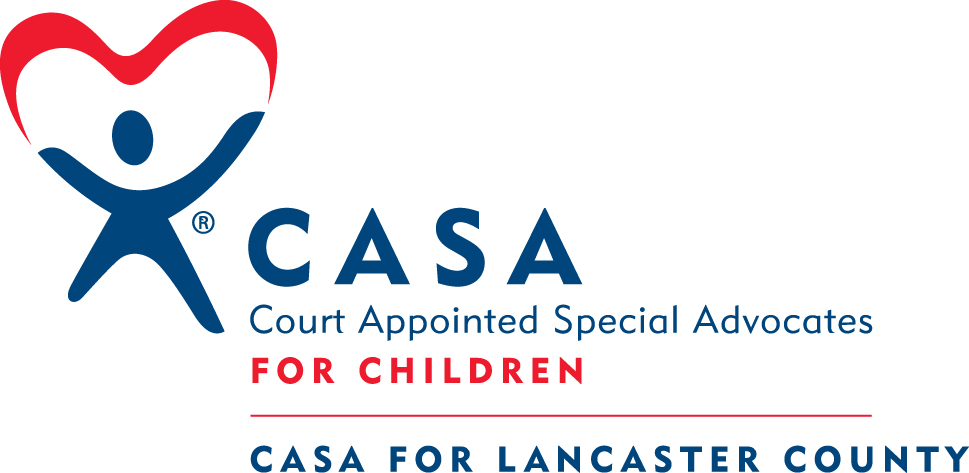 ® CASA
Court Appointed Special Advocates
FOR CHILDREN
CASA FOR LANCASTER COUNTY